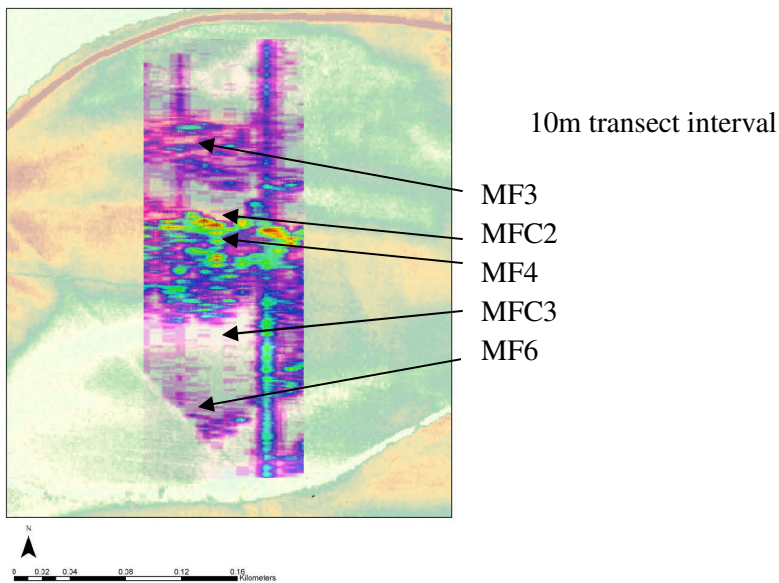 10m transect interval
MF3
MFC2
MF4
MFC3
MF6
N
0 0.02 0.04 0.08 0.12 0.16
Kilometers